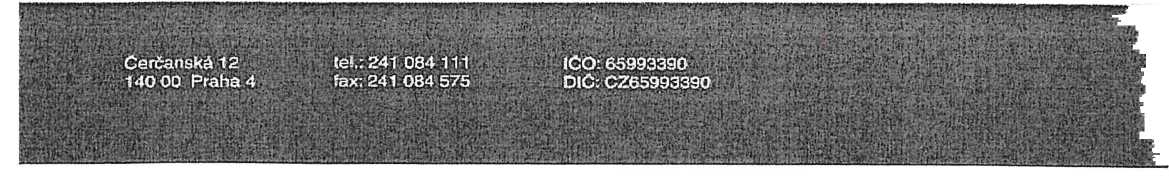 Čerčanská 12
140 00 Praha 4
tel.: 241 084 111
fax: 241 084 575
IČO: 65993390
DIČ: CZ65993390